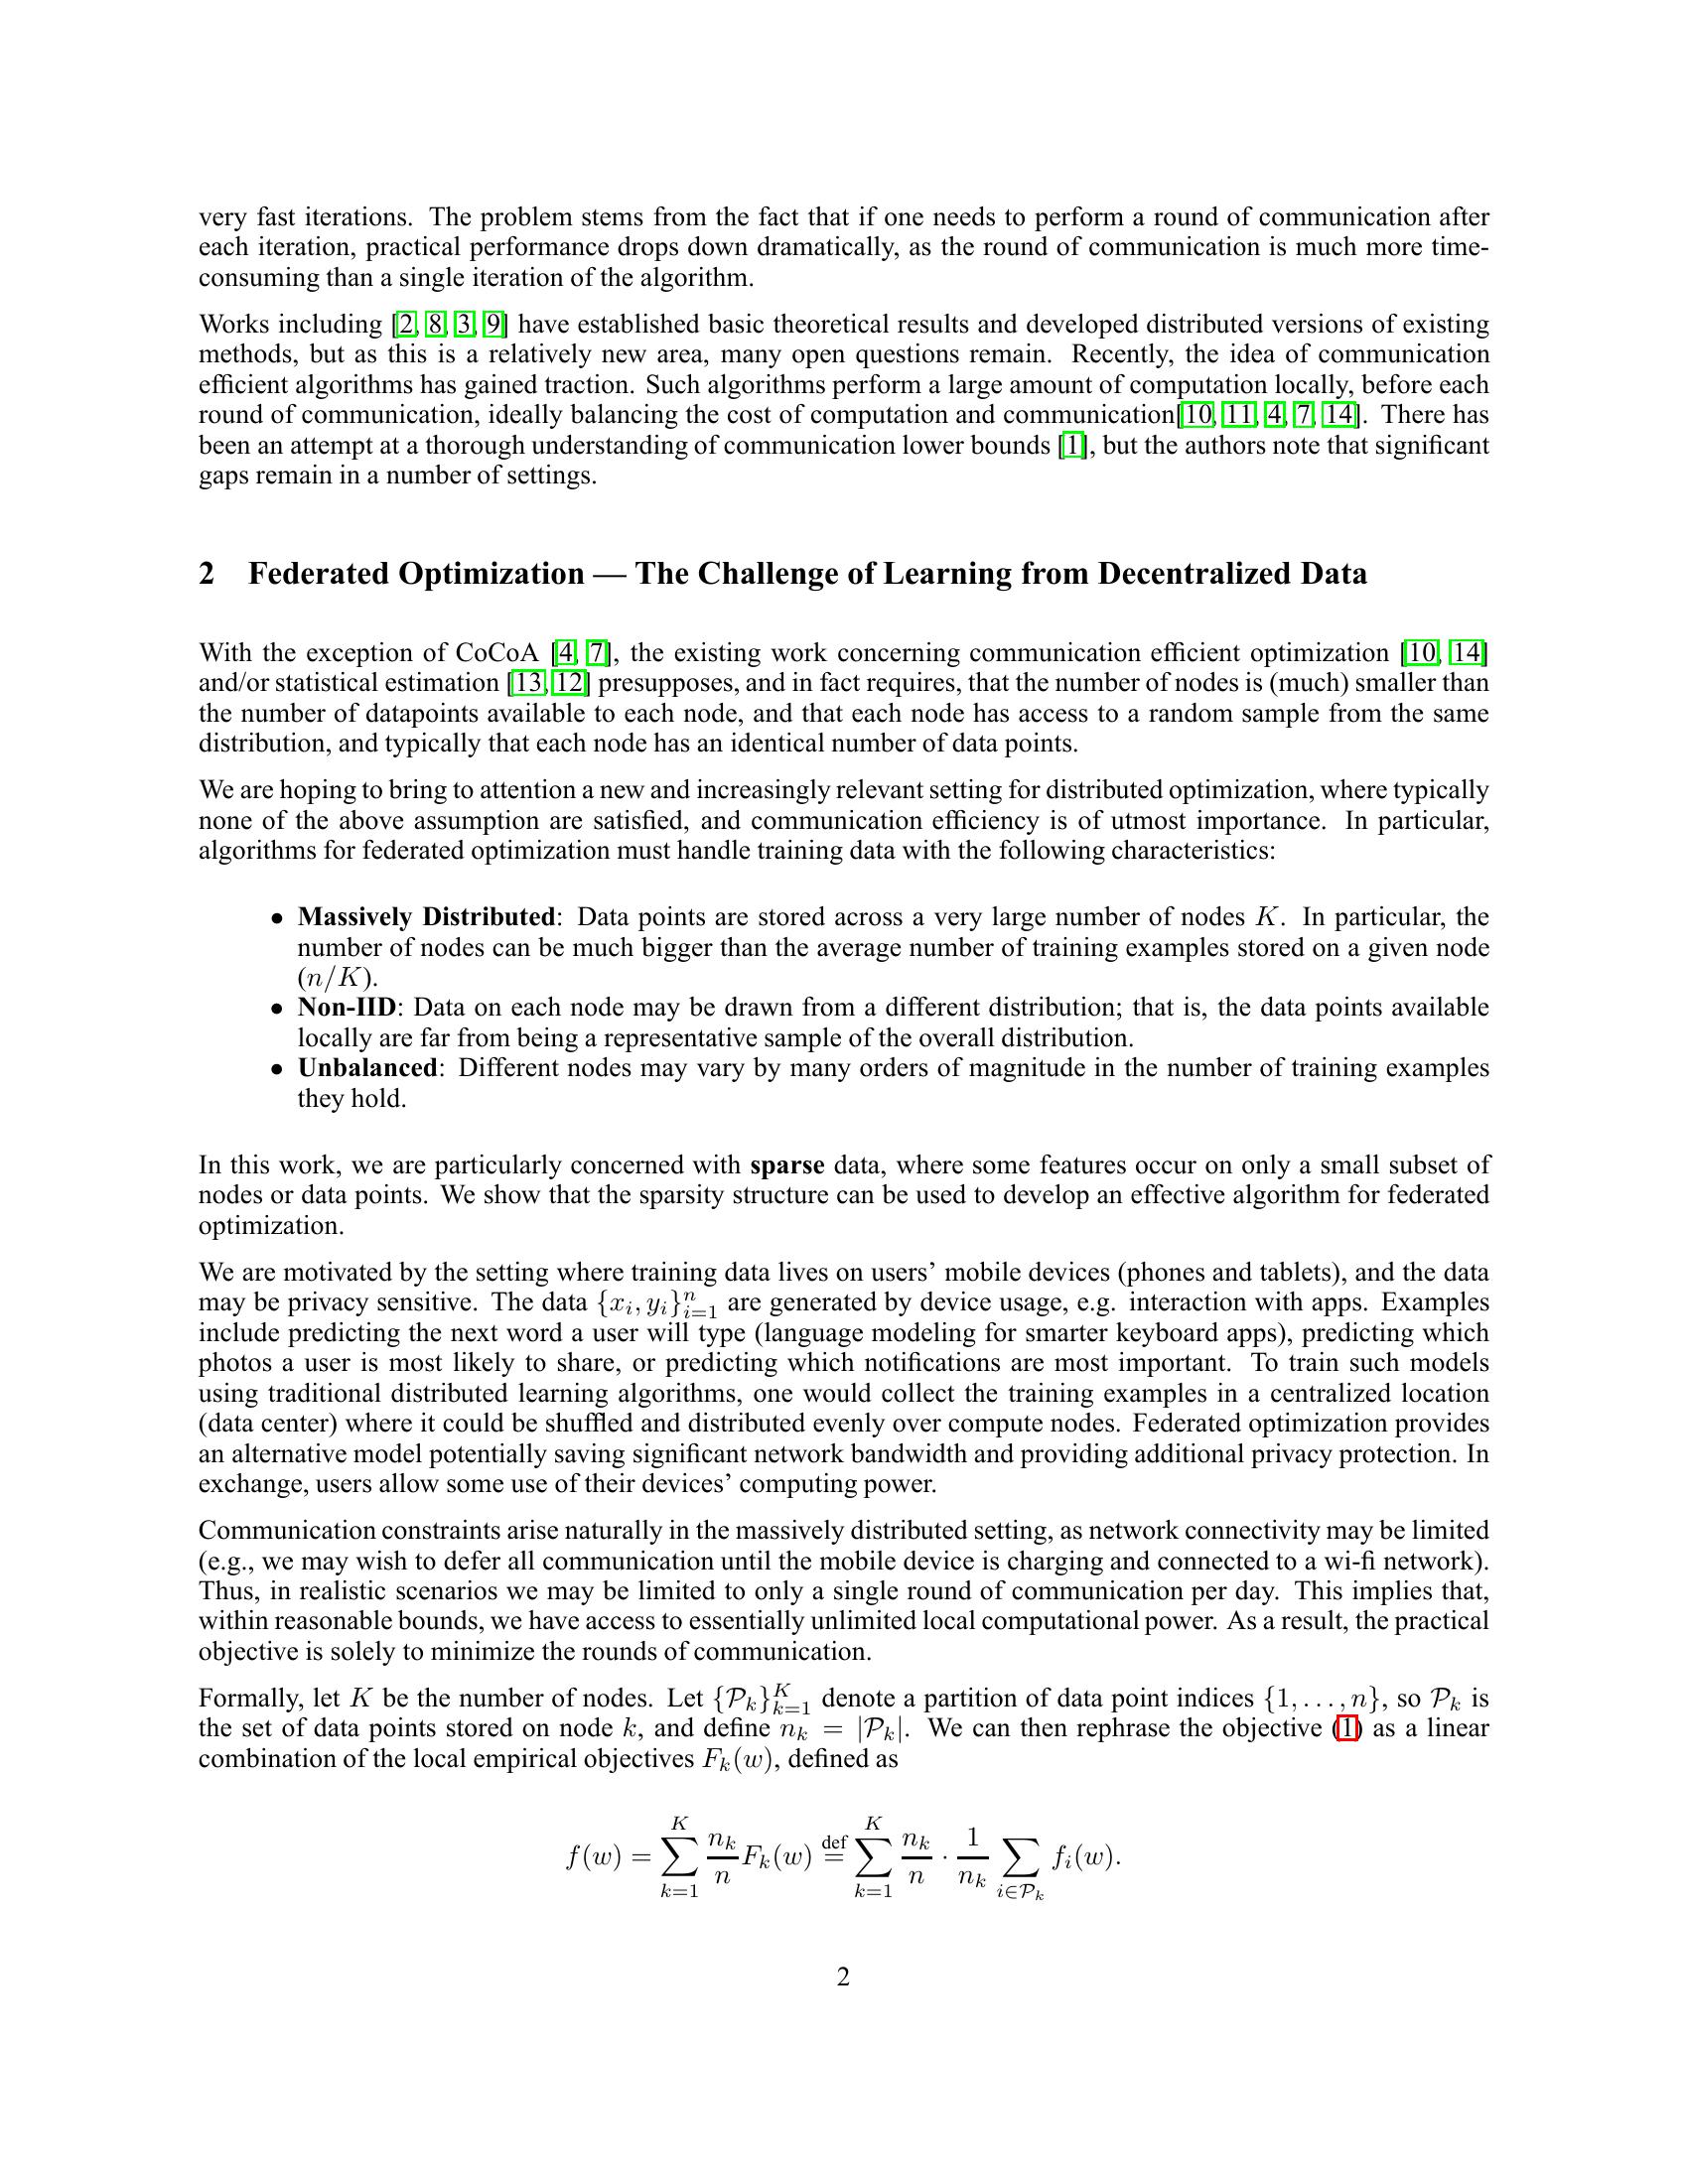 very fast iterations. The problem stems from the fact that if one needs to perform a round of communication after
each iteration, practical performance drops down dramatically, as the round of communication is much more time-
consuming than a single iteration of the algorithm.
Works including [2, 8, 3, 9] have established basic theoretical results and developed distributed versions of existing
methods, but as this is a relatively new area, many open questions remain. Recently, the idea of communication
efficient algorithms has gained traction. Such algorithms perform a large amount of computation locally, before each
round of communication, ideally balancing the cost of computation and communication[10, 11, 4, 7, 14]. There has
been an attempt at a thorough understanding of communication lower bounds [1], but the authors note that significant
gaps remain in a number of settings.
2 Federated Optimization — The Challenge of Learning from Decentralized Data
With the exception of CoCoA [4, 7], the existing work concerning communication efficient optimization [10, 14]
and/or statistical estimation [13, 12] presupposes, and in fact requires, that the number of nodes is (much) smaller than
the number of datapoints available to each node, and that each node has access to a random sample from the same
distribution, and typically that each node has an identical number of data points.
We are hoping to bring to attention a new and increasingly relevant setting for distributed optimization, where typically
none of the above assumption are satisfied, and communication efficiency is of utmost importance. In particular,
algorithms for federated optimization must handle training data with the following characteristics:
• Massively Distributed: Data points are stored across a very large number of nodes K. In particular, the
number of nodes can be much bigger than the average number of training examples stored on a given node
(n/K).
• Non-IID: Data on each node may be drawn from a different distribution; that is, the data points available
locally are far from being a representative sample of the overall distribution.
• Unbalanced: Different nodes may vary by many orders of magnitude in the number of training examples
they hold.
In this work, we are particularly concerned with sparse data, where some features occur on only a small subset of
nodes or data points. We show that the sparsity structure can be used to develop an effective algorithm for federated
optimization.
We are motivated by the setting where training data lives on users’ mobile devices (phones and tablets), and the data
may be privacy sensitive. The data {x_i, y_i}_{i=1}^n are generated by device usage, e.g. interaction with apps. Examples
include predicting the next word a user will type (language modeling for smarter keyboard apps), predicting which
photos a user is most likely to share, or predicting which notifications are most important. To train such models
using traditional distributed learning algorithms, one would collect the training examples in a centralized location
(data center) where it could be shuffled and distributed evenly over compute nodes. Federated optimization provides
an alternative model potentially saving significant network bandwidth and providing additional privacy protection. In
exchange, users allow some use of their devices’ computing power.
Communication constraints arise naturally in the massively distributed setting, as network connectivity may be limited
(e.g., we may wish to defer all communication until the mobile device is charging and connected to a wi-fi network).
Thus, in realistic scenarios we may be limited to only a single round of communication per day. This implies that,
within reasonable bounds, we have access to essentially unlimited local computational power. As a result, the practical
objective is solely to minimize the rounds of communication.
Formally, let K be the number of nodes. Let {P_k}_{k=1}^K denote a partition of data point indices {1, . . . , n}, so P_k is
the set of data points stored on node k, and define n_k = |P_k|. We can then rephrase the objective (1) as a linear
combination of the local empirical objectives F_k(w), defined as
f(w) = \sum_{k=1}^{K} \frac{n_k}{n} F_k(w) \overset{def}{=} \sum_{k=1}^{K} \frac{n_k}{n} · \frac{1}{n_k} \sum_{i∈P_k} f_i(w).
2